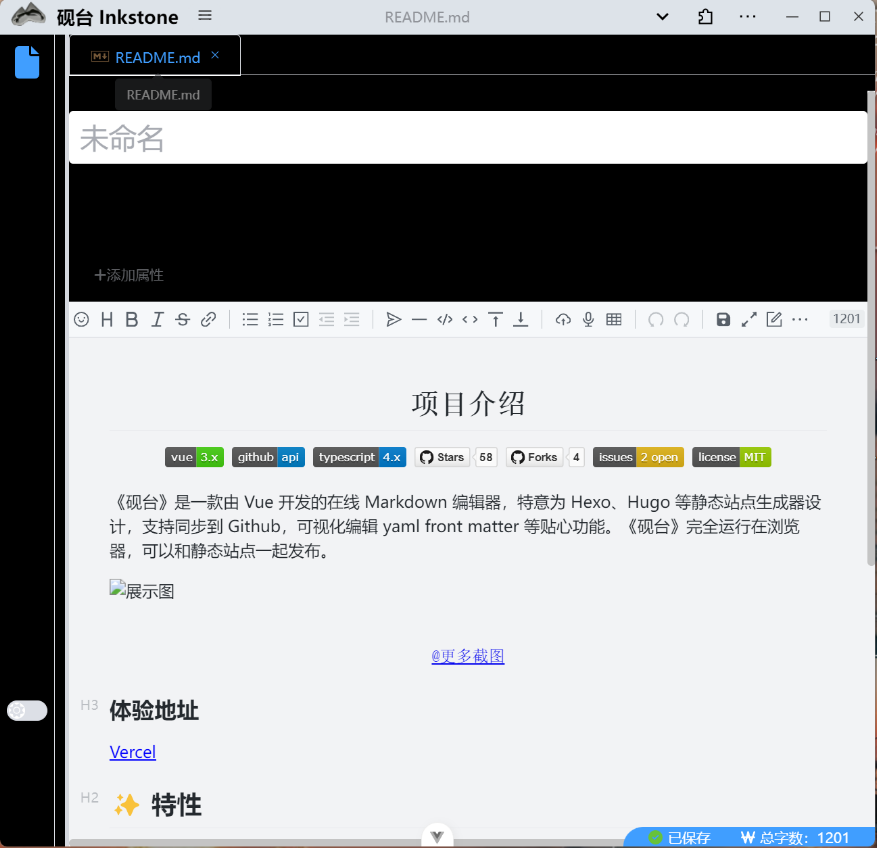 砚台 Inkstone
README.md
M↓ README.md ×
README.md
未命名
+添加属性
H B I S 1201
项目介绍
vue 3.x github api typescript 4.x Stars 58 Forks 4 issues 2 open license MIT
《砚台》是一款由 Vue 开发的在线 Markdown 编辑器，特意为 Hexo、Hugo 等静态站点生成器设
计，支持同步到 Github，可视化编辑 yaml front matter 等贴心功能。《砚台》完全运行在浏览
器，可以和静态站点一起发布。
展示图
@更多截图
H3 体验地址
Vercel
H2 ✨ 特性
已保存 ₩ 总字数：1201